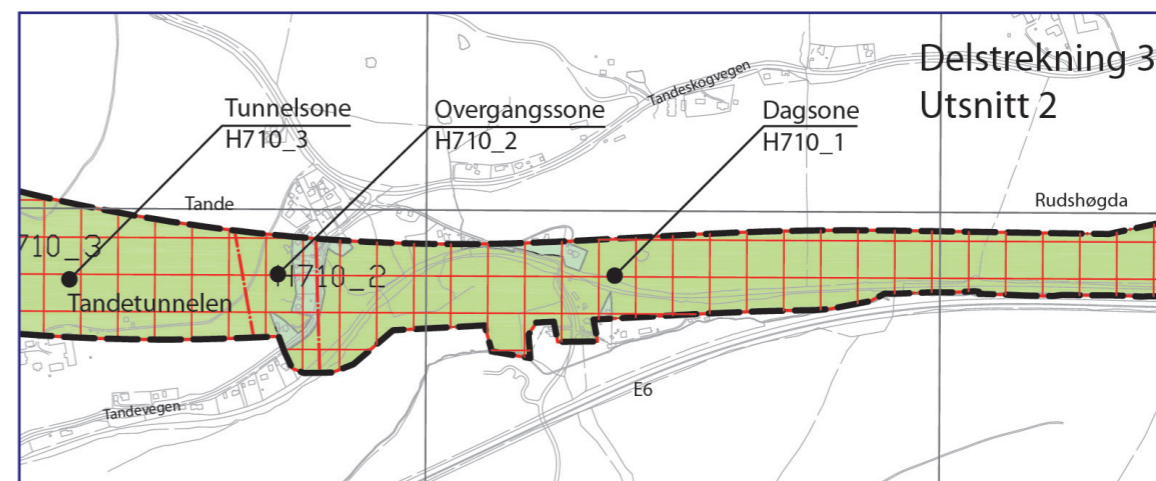 Delstrekning 3
Utsnitt 2
Tunnelsone
H710_3
Overgangssone
H710_2
Dagsone
H710_1
Tandeskogvegen
Tande
Rudshøgda
710_3
H710_2
Tandetunnelen
E6
Tandevegen